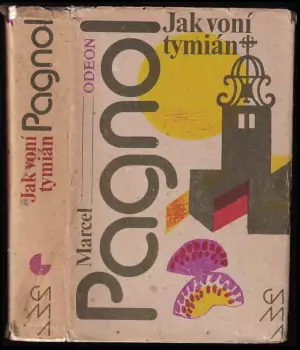 Pagnol
Jak voní
tymián
Marcel
Pagnol
ODEON
Jak voní
tymián